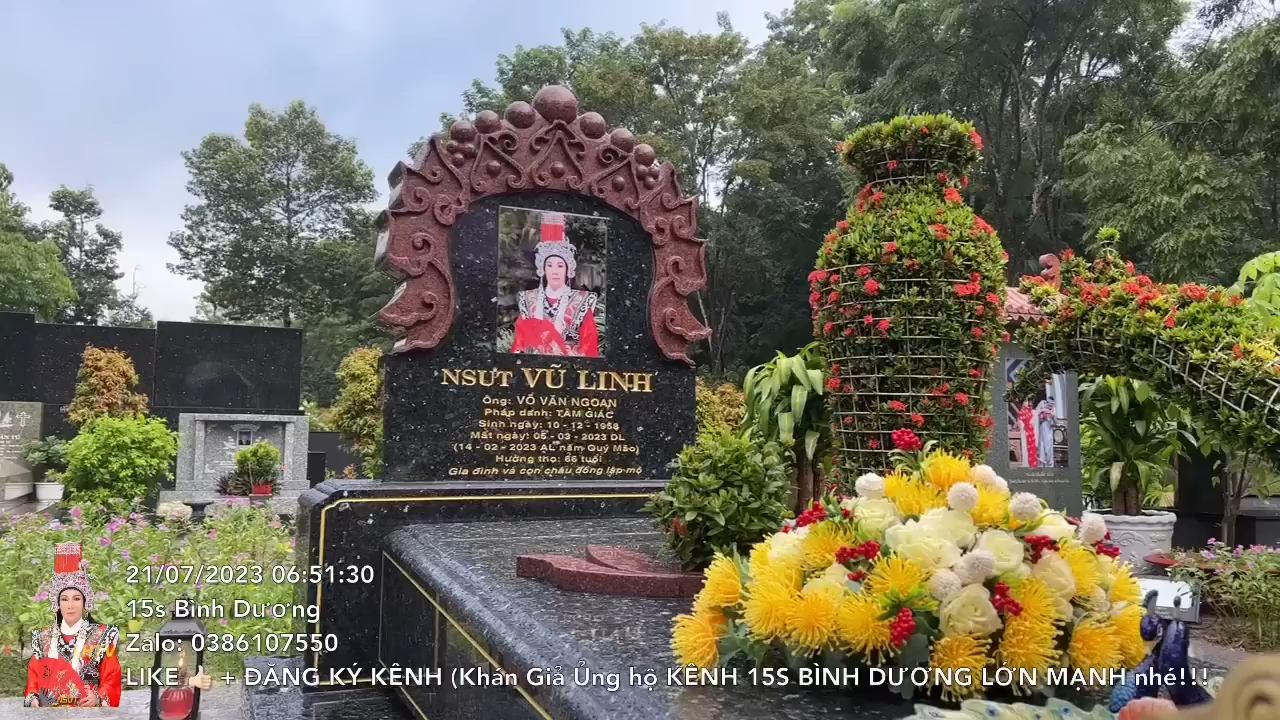 NSƯT VŨ LINH
Ông: VÕ VĂN NGOAN
Pháp danh: TÂM GIÁC
Sinh ngày: 10 - 12 - 1958
Mất ngày: 05 - 03 - 2023 DL
(14 - 02 - 2023 AL năm Quý Mão)
Hưởng thọ: 66 tuổi
Gia đình và con cháu đồng lập mộ
21/07/2023 06:51:30
15s Bình Dương
Zalo: 0386107550
LIKE 👍 + ĐĂNG KÝ KÊNH (Khán Giả Ủng hộ KÊNH 15S BÌNH DƯƠNG LỚN MẠNH nhé!!!